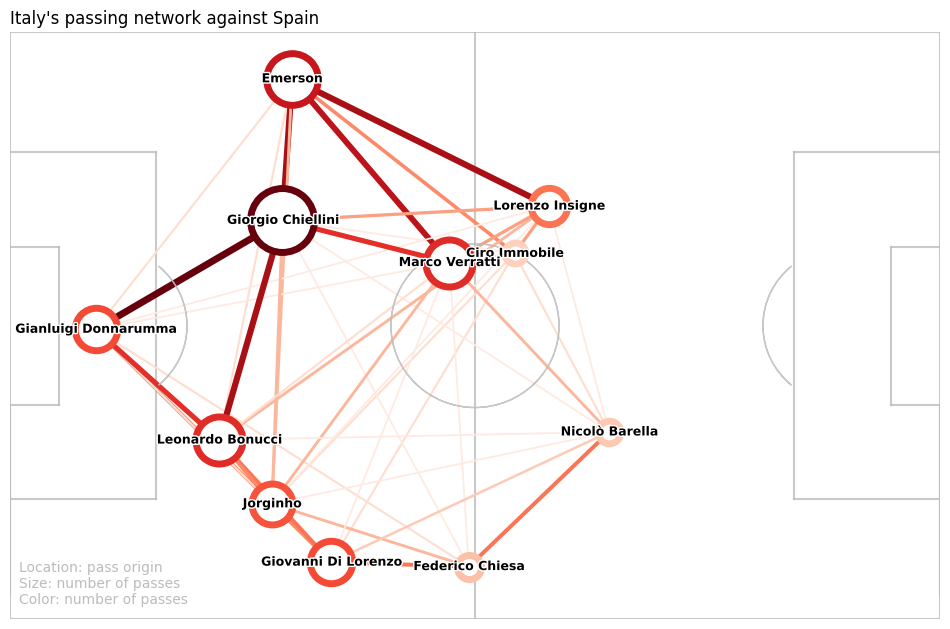 Italy's passing network against Spain
Emerson
Lorenzo Insigne
Giorgio Chiellini
Ciro Immobile
Marco Verratti
Gianluigi Donnarumma
Nicolò Barella
Leonardo Bonucci
Jorginho
Giovanni Di Lorenzo
Federico Chiesa
Location: pass origin
Size: number of passes
Color: number of passes